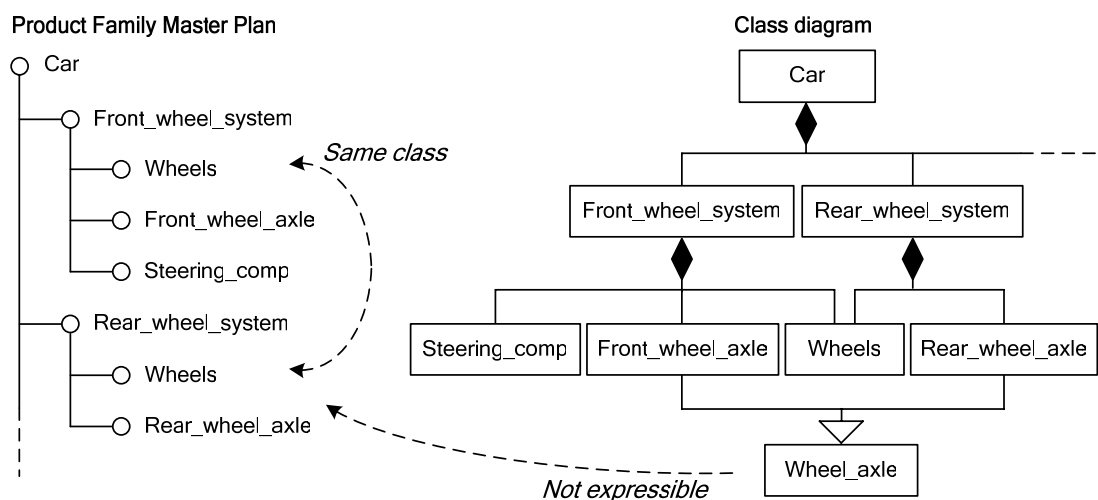 Product Family Master Plan
Car
Front_wheel_system
Wheels
Front_wheel_axle
Steering_comp
Rear_wheel_system
Wheels
Rear_wheel_axle
Same class
Not expressible
Class diagram
Car
Front_wheel_system
Rear_wheel_system
Steering_comp
Front_wheel_axle
Wheels
Rear_wheel_axle
Wheel_axle